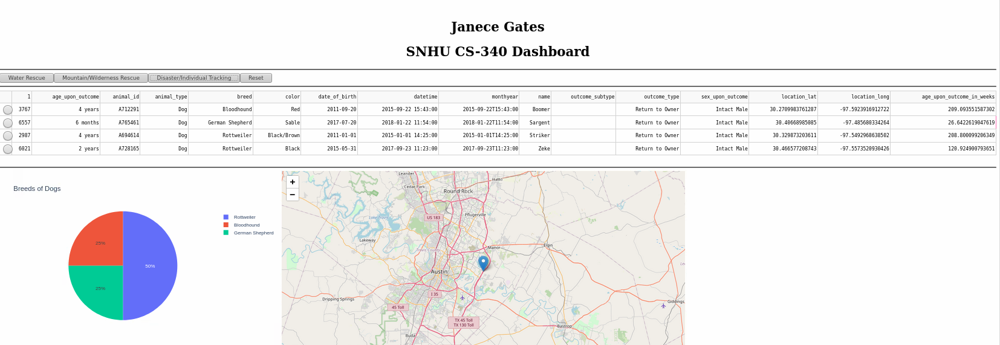 Janece Gates
SNHU CS-340 Dashboard
Water Rescue Mountain/Wilderness Rescue Disaster/Individual Tracking Reset
1 age_upon_outcome animal_id animal_type breed color date_of_birth datetime monthyear name outcome_subtype outcome_type sex_upon_outcome location_lat location_long age_upon_outcome_in_weeks
3767 4 years A712291 Dog Bloodhound Red 2011-09-20 2015-09-22 15:43:00 2015-09-22T15:43:00 Boomer Return to Owner Intact Male 30.2709983761287 -97.5923916912722 209.093551587302
6557 6 months A765461 Dog German Shepherd Sable 2017-07-20 2018-01-22 11:54:00 2018-01-22T11:54:00 Sargent Return to Owner Intact Male 30.40668985085 -97.485680334264 26.6422619047619
2987 4 years A694614 Dog Rottweiler Black/Brown 2011-01-01 2015-01-01 14:25:00 2015-01-01T14:25:00 Striker Return to Owner Intact Male 30.329873203611 -97.5492968638502 208.800099206349
6021 2 years A728165 Dog Rottweiler Black 2015-05-31 2017-09-23 11:23:00 2017-09-23T11:23:00 Zeke Return to Owner Intact Male 30.466577208743 -97.5573520930426 120.924900793651
Breeds of Dogs
Rottweiler
Bloodhound
German Shepherd
25%
50%
25%
+
−
Leander
Hutto
Cedar Park
Round Rock
Pflugerville
US 183
Lake Travis
Lakeway
Travis County
Manor
Elgin
Austin
I 35
Dripping Springs
45 Toll
Giddings
TX 45 Toll
TX 130 Toll
Bastrop
Buda